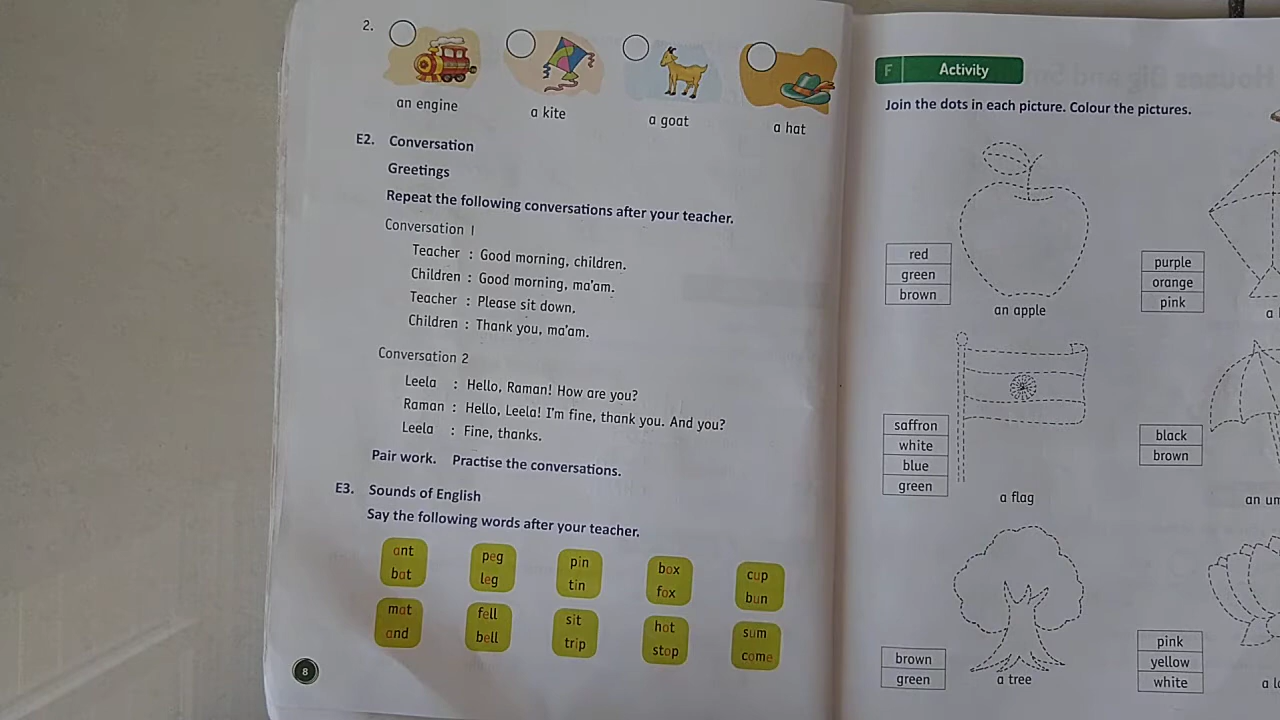 2.
an engine
a kite
a goat
a hat
E2. Conversation
Greetings
Repeat the following conversations after your teacher.
Conversation 1
Teacher : Good morning, children.
Children : Good morning, ma'am.
Teacher : Please sit down.
Children : Thank you, ma'am.
Conversation 2
Leela : Hello, Raman! How are you?
Raman : Hello, Leela! I'm fine, thank you. And you?
Leela : Fine, thanks.
Pair work. Practise the conversations.
E3. Sounds of English
Say the following words after your teacher.
ant peg pin box cup
bat leg tin fox bun
mat fell sit hot sum
and bell trip stop come
8
F Activity
Join the dots in each picture. Colour the pictures.
red
green
brown
an apple
purple
orange
pink
a
saffron
white
blue
green
a flag
black
brown
an
brown
green
a tree
pink
yellow
white
a